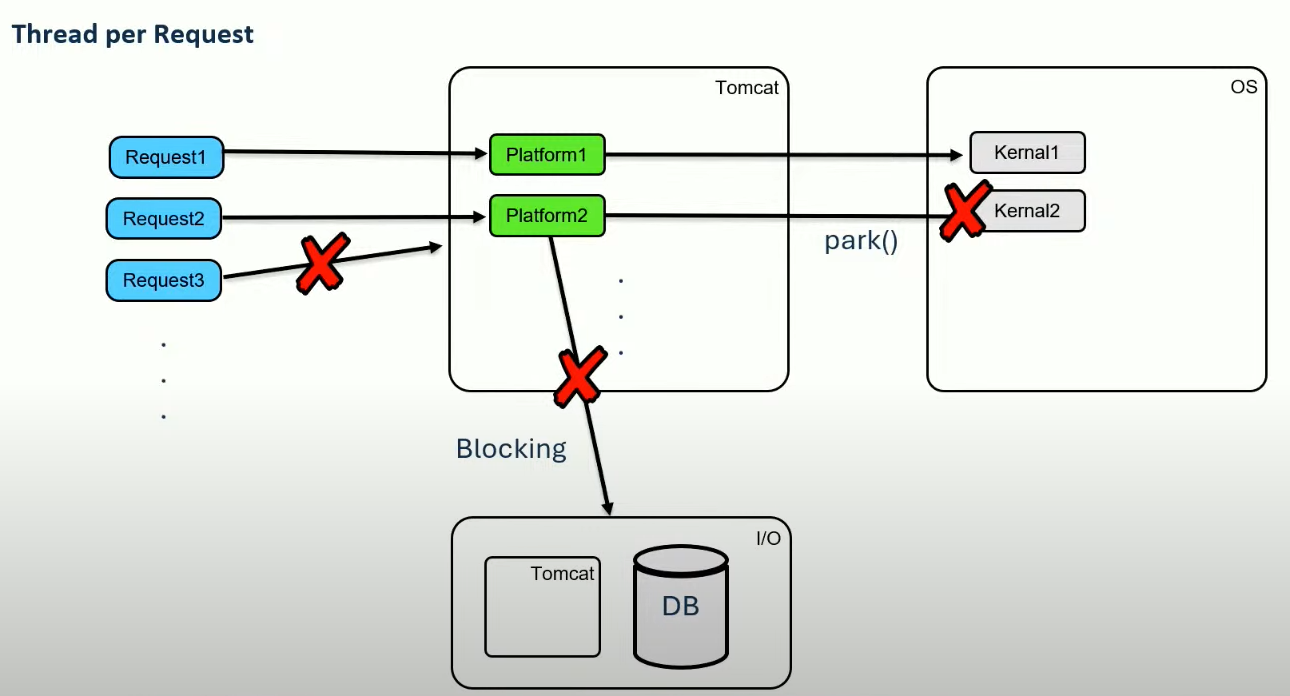 Thread per Request
Tomcat
OS
Request1
Platform1
Kernal1
Request2
Platform2
Kernal2
park()
Request3
Blocking
I/O
Tomcat
DB